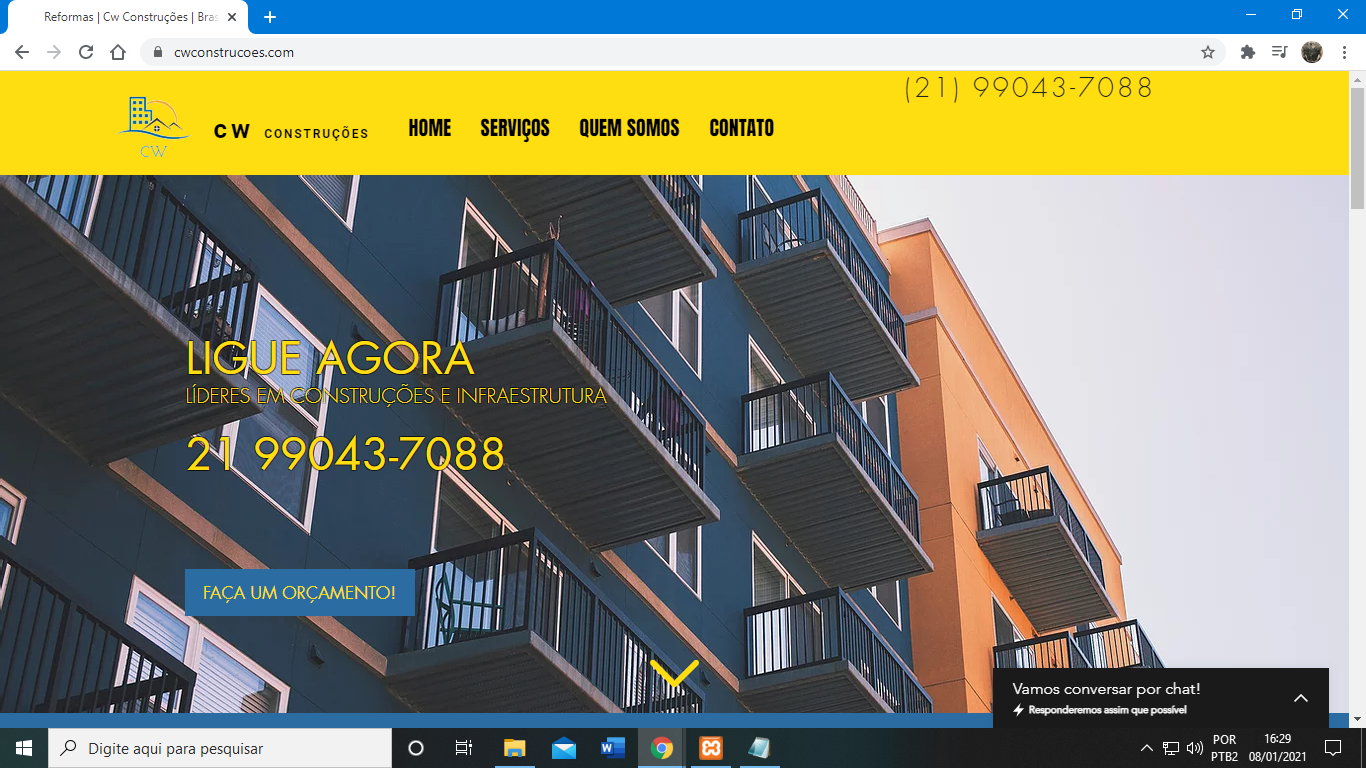 Reformas | Cw Construções | Bras
cwconstrucoes.com
(21) 99043-7088
CW
CW CONSTRUÇÕES
HOME SERVIÇOS QUEM SOMOS CONTATO
LIGUE AGORA
LÍDERES EM CONSTRUÇÕES E INFRAESTRUTURA
21 99043-7088
FAÇA UM ORÇAMENTO!
Vamos conversar por chat!
Responderemos assim que possível
Digite aqui para pesquisar
POR
PTB2
16:29
08/01/2021